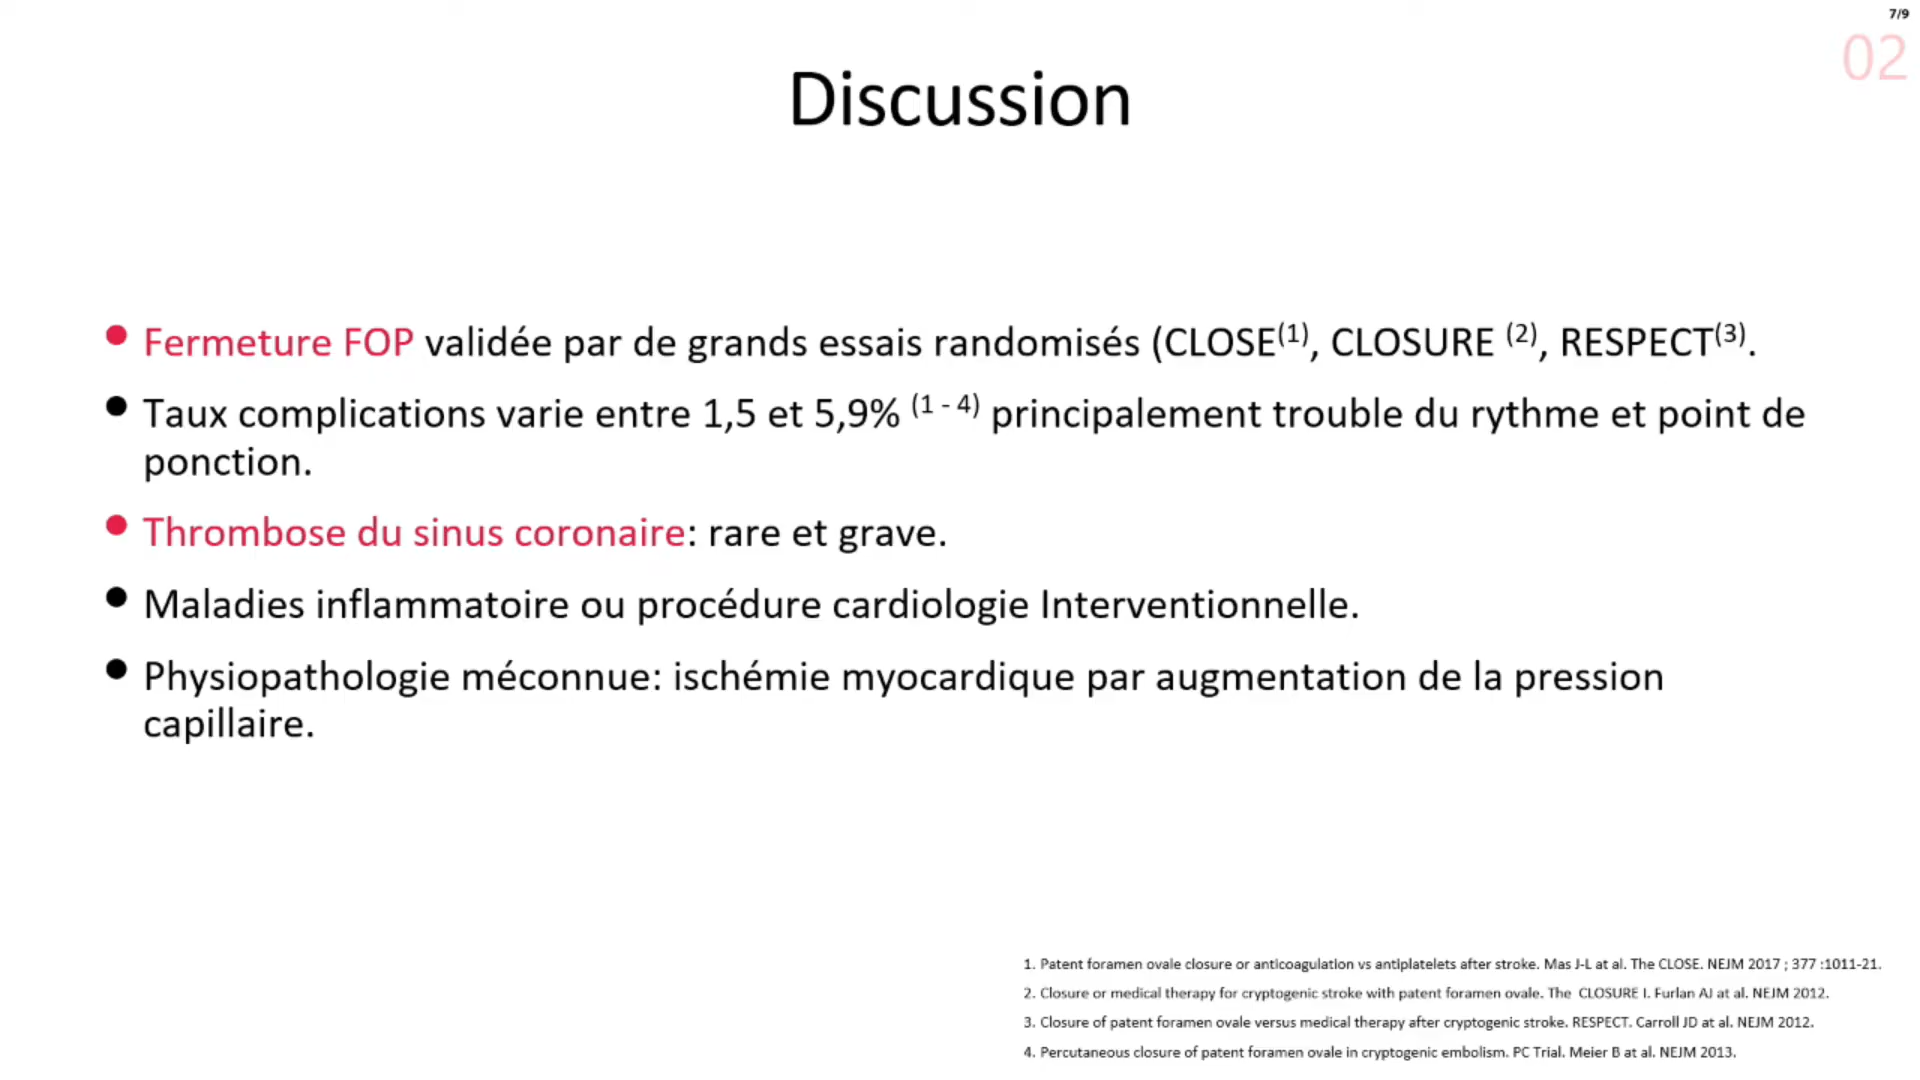 7/9
02
Discussion
• Fermeture FOP validée par de grands essais randomisés (CLOSE(1), CLOSURE (2), RESPECT(3).
• Taux complications varie entre 1,5 et 5,9% (1 - 4) principalement trouble du rythme et point de
ponction.
• Thrombose du sinus coronaire: rare et grave.
• Maladies inflammatoire ou procédure cardiologie Interventionnelle.
• Physiopathologie méconnue: ischémie myocardique par augmentation de la pression
capillaire.
1. Patent foramen ovale closure or anticoagulation vs antiplatelets after stroke. Mas J-L at al. The CLOSE. NEJM 2017 ; 377 :1011-21.
2. Closure or medical therapy for cryptogenic stroke with patent foramen ovale. The CLOSURE I. Furlan AJ at al. NEJM 2012.
3. Closure of patent foramen ovale versus medical therapy after cryptogenic stroke. RESPECT. Carroll JD at al. NEJM 2012.
4. Percutaneous closure of patent foramen ovale in cryptogenic embolism. PC Trial. Meier B at al. NEJM 2013.